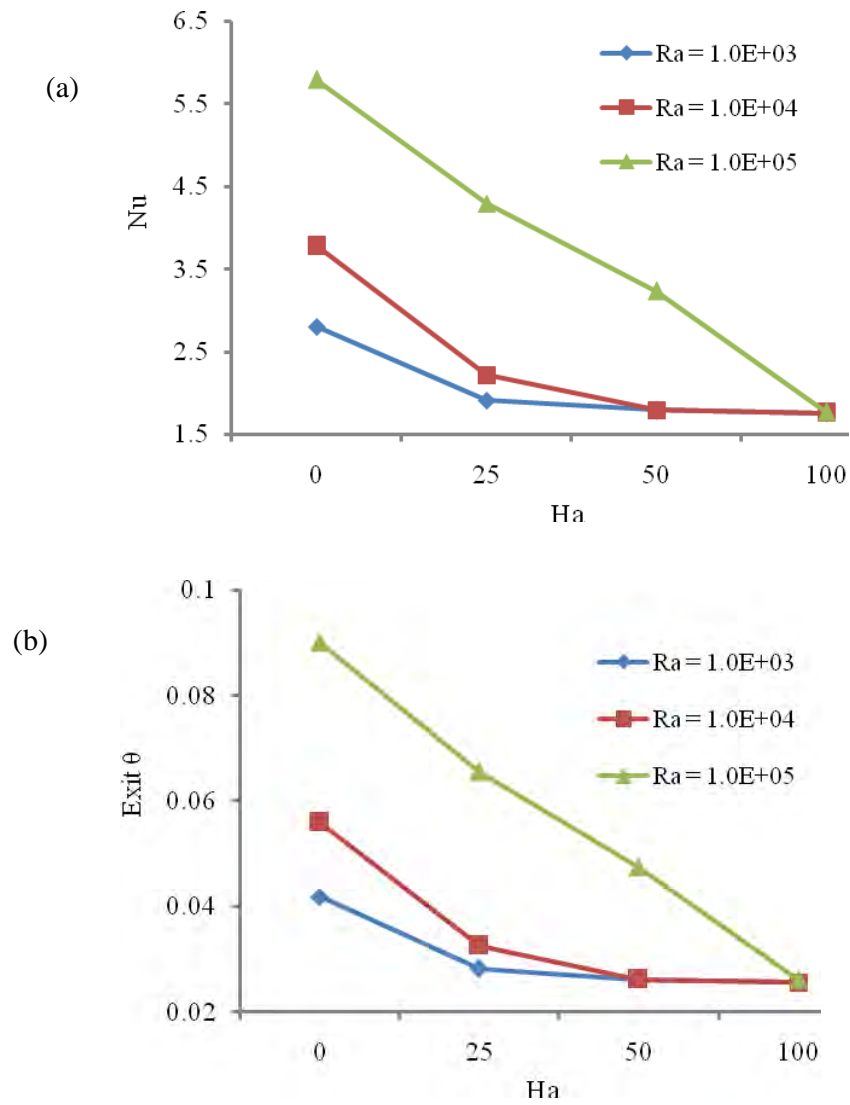 (a)
6.5
5.5
4.5
3.5
2.5
1.5
Nu
Ra = 1.0E+03
Ra = 1.0E+04
Ra = 1.0E+05
0 25 50 100
Ha
(b)
0.1
0.08
0.06
0.04
0.02
Exit θ
Ra = 1.0E+03
Ra = 1.0E+04
Ra = 1.0E+05
0 25 50 100
Ha